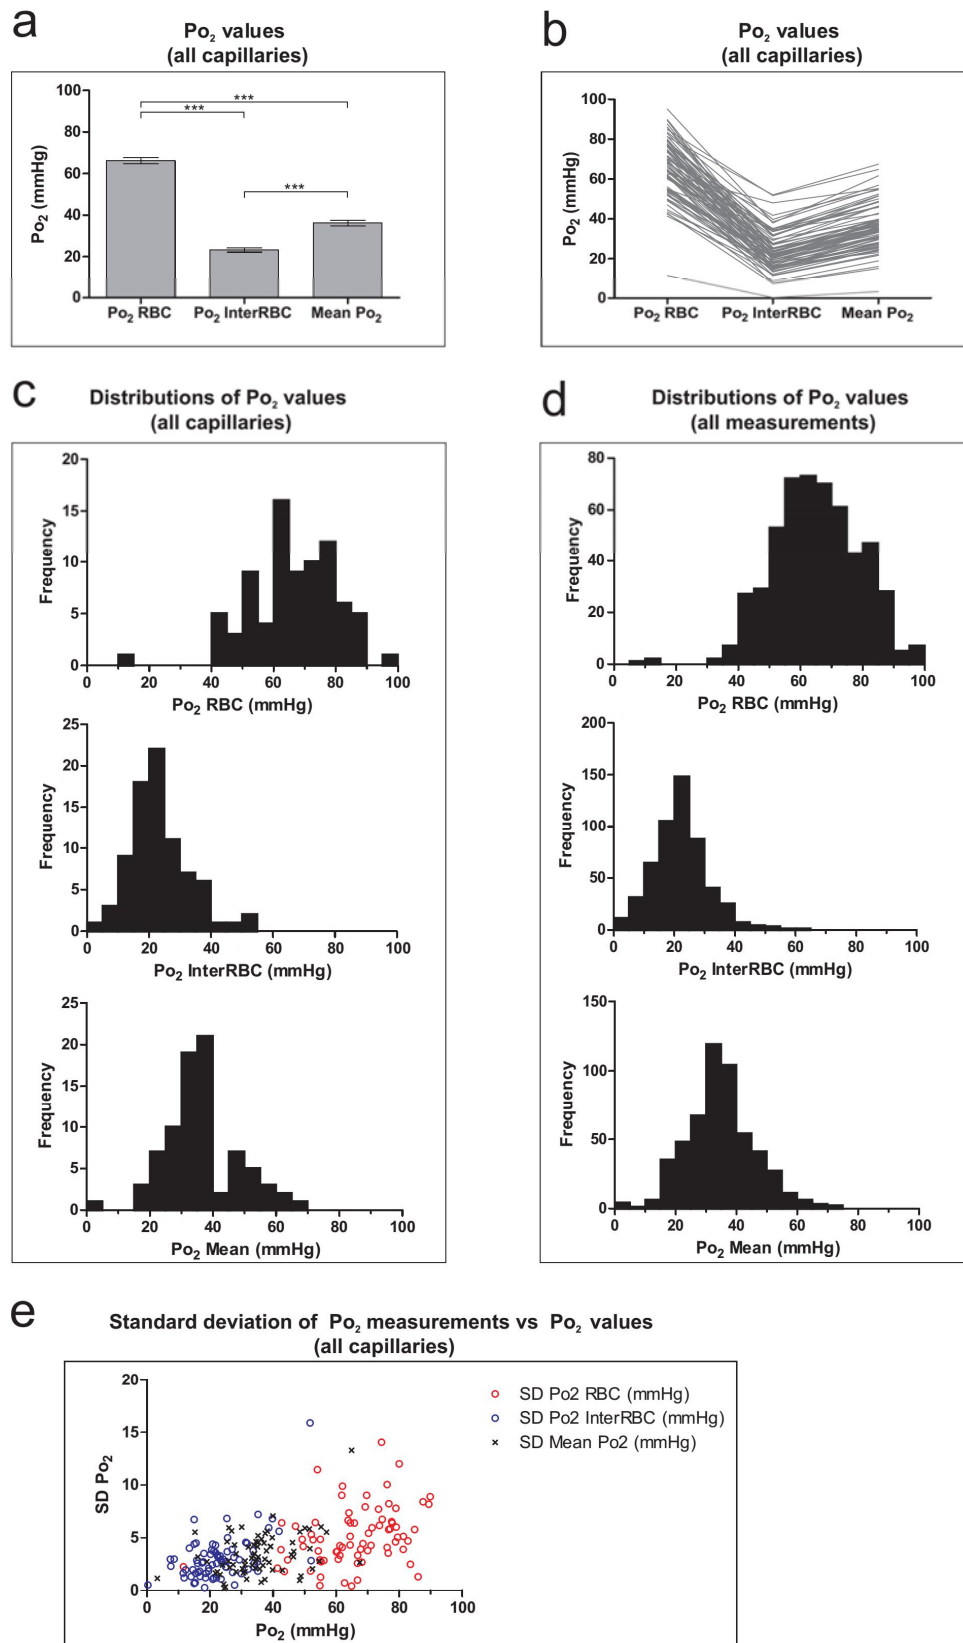 a
Po2 values
(all capillaries)
100
80
60
40
20
0
Po2 (mmHg)
***
***
***
Po2 RBC Po2 InterRBC Mean Po2
b
Po2 values
(all capillaries)
100
80
60
40
20
0
Po2 (mmHg)
Po2 RBC Po2 InterRBC Mean Po2
c
Distributions of Po2 values
(all capillaries)
20
15
10
5
0
Frequency
0 20 40 60 80 100
Po2 RBC (mmHg)
25
20
15
10
5
0
Frequency
0 20 40 60 80 100
Po2 InterRBC (mmHg)
25
20
15
10
5
0
Frequency
0 20 40 60 80 100
Po2 Mean (mmHg)
d
Distributions of Po2 values
(all measurements)
80
60
40
20
0
Frequency
0 20 40 60 80 100
Po2 RBC (mmHg)
200
150
100
50
0
Frequency
0 20 40 60 80 100
Po2 InterRBC (mmHg)
150
100
50
0
Frequency
0 20 40 60 80 100
Po2 Mean (mmHg)
e
Standard deviation of Po2 measurements vs Po2 values
(all capillaries)
20
15
10
5
0
SD Po2
0 20 40 60 80 100
Po2 (mmHg)
SD Po2 RBC (mmHg)
SD Po2 InterRBC (mmHg)
SD Mean Po2 (mmHg)